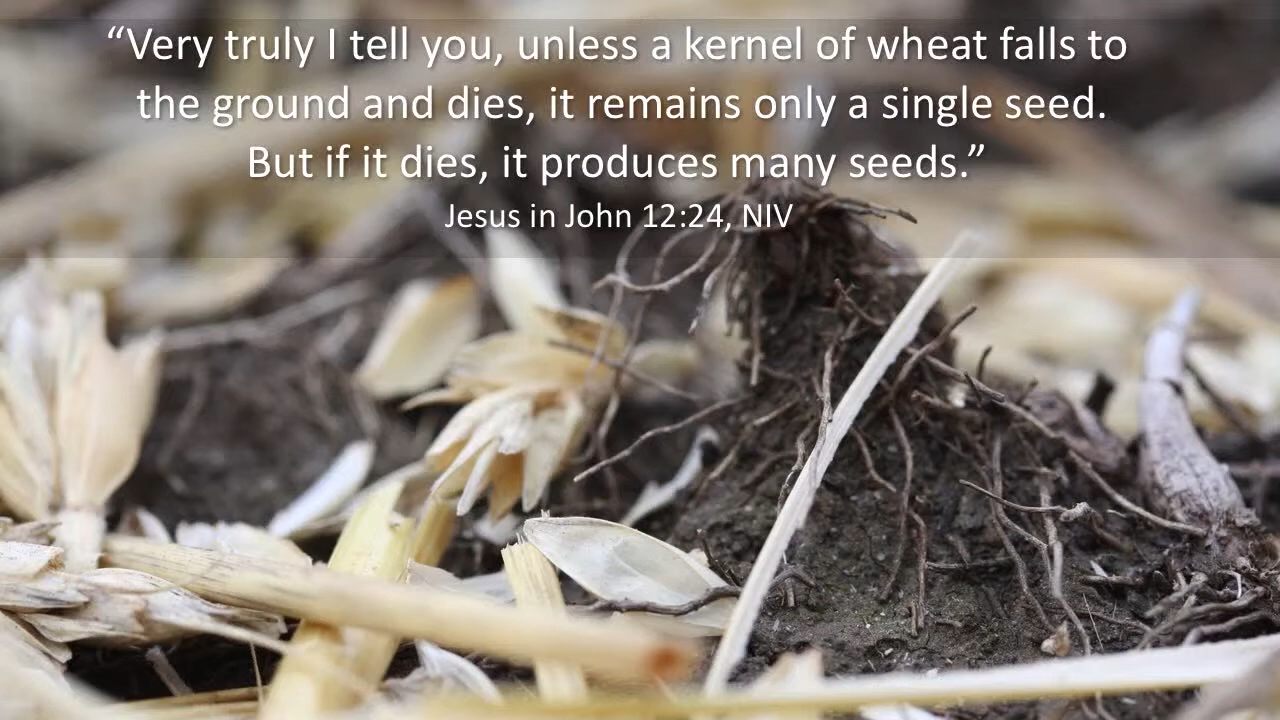 “Very truly I tell you, unless a kernel of wheat falls to
the ground and dies, it remains only a single seed.
But if it dies, it produces many seeds.”
Jesus in John 12:24, NIV